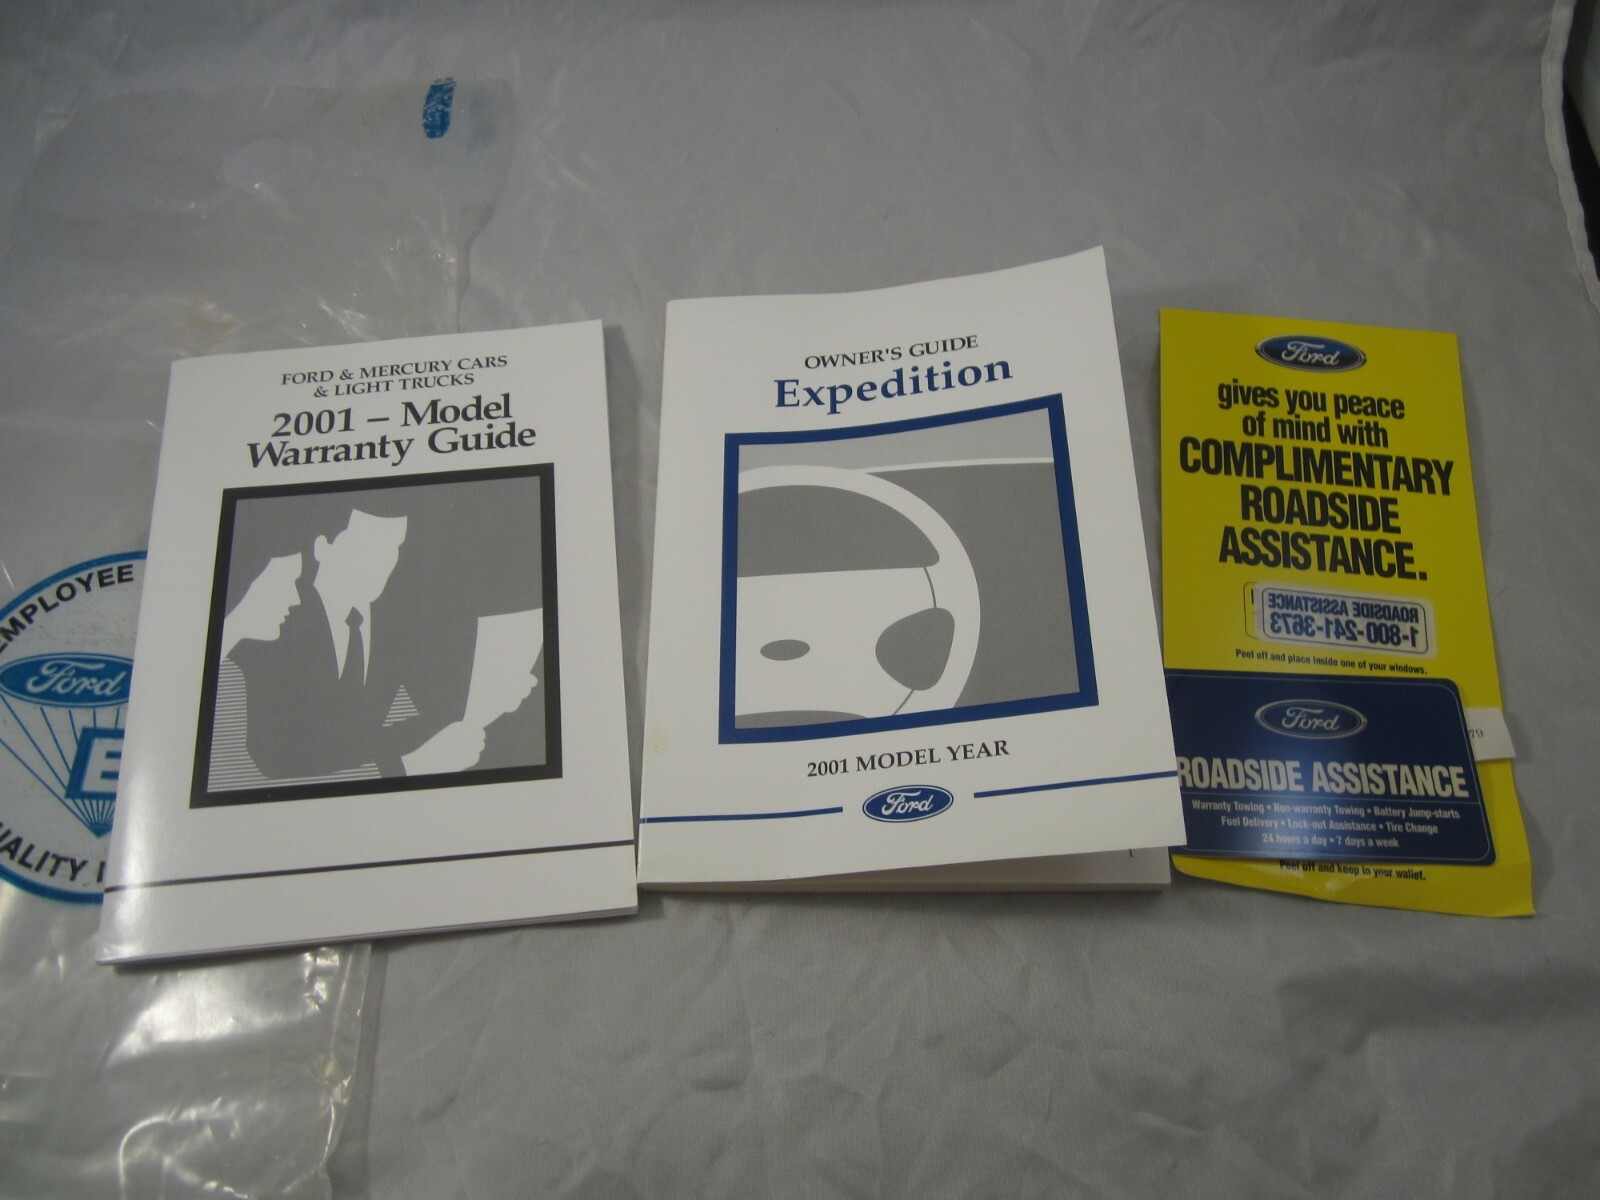 EMPLOYEE
Ford
E
FORD & MERCURY CARS
& LIGHT TRUCKS
2001 – Model
Warranty Guide
OWNER'S GUIDE
Expedition
2001 MODEL YEAR
Ford
1
Ford
gives you peace
of mind with
COMPLIMENTARY
ROADSIDE
ASSISTANCE.
ROADSIDE ASSISTANCE
1-800-241-3673
Peel off and place inside one of your windows.
Ford
79
ROADSIDE ASSISTANCE
Warranty Towing • Non-warranty Towing • Battery Jump-starts
Fuel Delivery • Lock-out Assistance • Tire Change
24 hours a day • 7 days a week
Peel off and keep in your wallet.